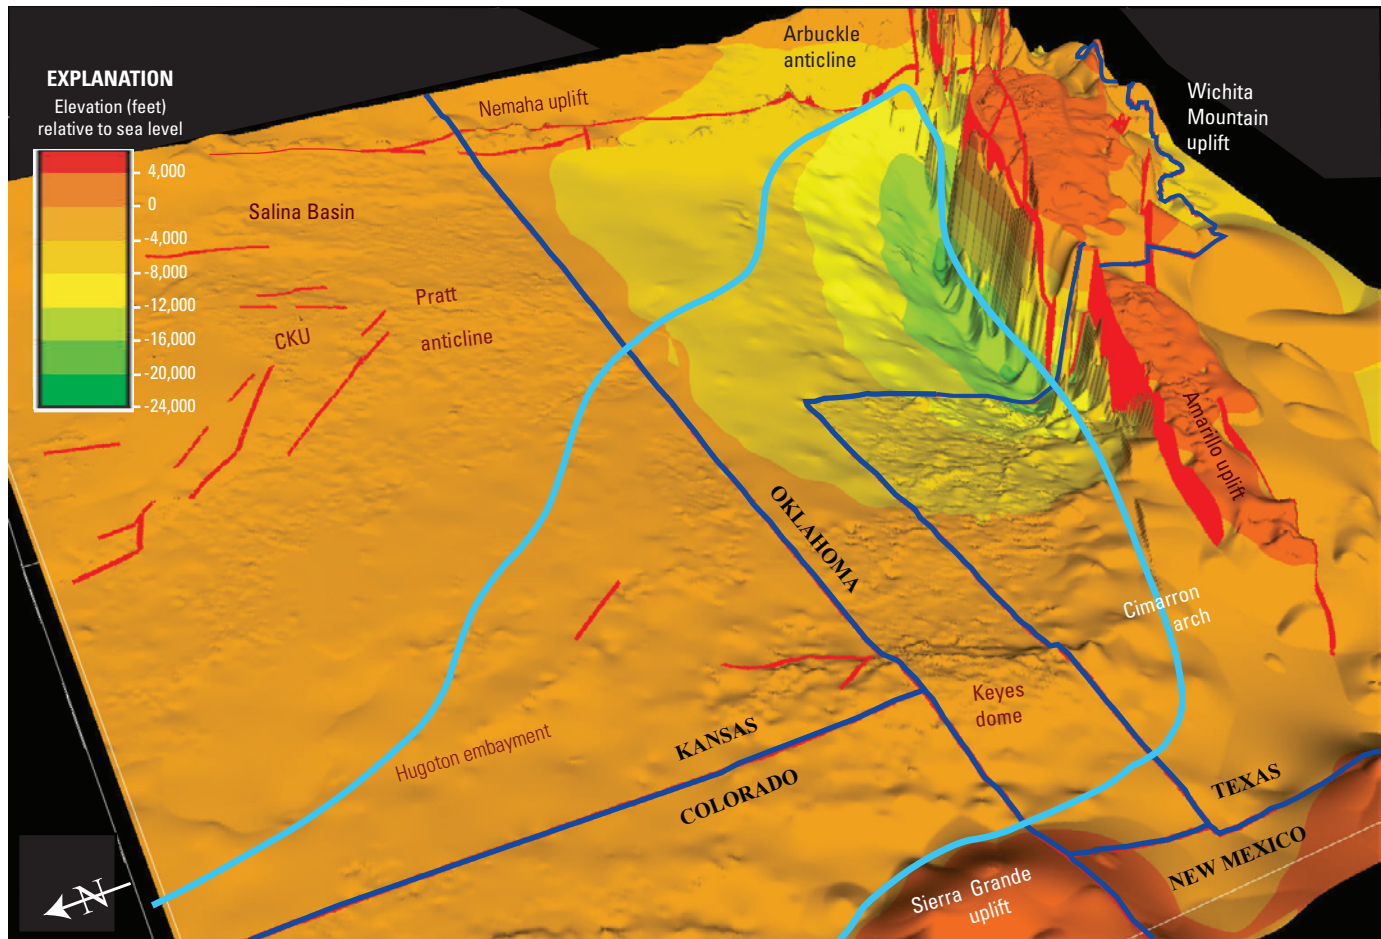 EXPLANATION
Elevation (feet)
relative to sea level
4,000
0
-4,000
-8,000
-12,000
-16,000
-20,000
-24,000
Arbuckle
anticline
Nemaha uplift
Wichita
Mountain
uplift
Salina Basin
Pratt
anticline
CKU
Amarillo uplift
OKLAHOMA
Cimarron
arch
Keyes
dome
Hugoton embayment
KANSAS
COLORADO
TEXAS
NEW MEXICO
Sierra Grande
uplift
N